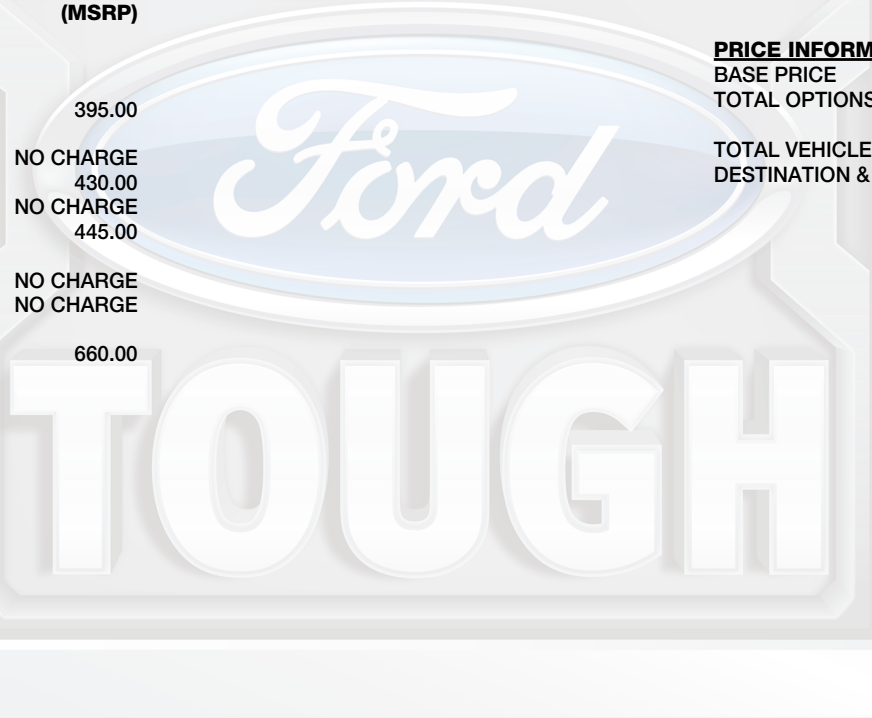 (MSRP)
395.00
NO CHARGE
430.00
NO CHARGE
445.00
NO CHARGE
NO CHARGE
660.00
PRICE INFORM
BASE PRICE
TOTAL OPTIONS
TOTAL VEHICLE
DESTINATION &
Ford
TOUGH